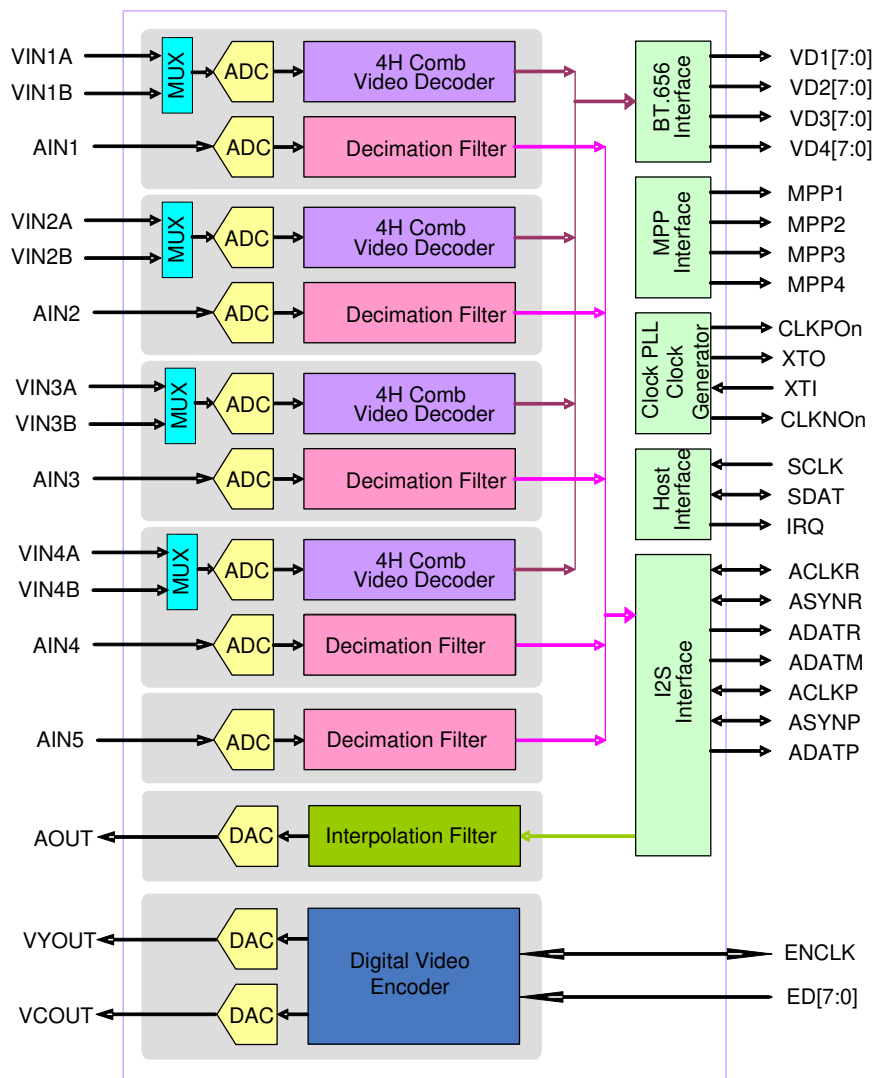 VIN1A
VIN1B
MUX
ADC
4H Comb
Video Decoder
AIN1
ADC
Decimation Filter
VIN2A
VIN2B
MUX
ADC
4H Comb
Video Decoder
AIN2
ADC
Decimation Filter
VIN3A
VIN3B
MUX
ADC
4H Comb
Video Decoder
AIN3
ADC
Decimation Filter
VIN4A
VIN4B
MUX
ADC
4H Comb
Video Decoder
AIN4
ADC
Decimation Filter
AIN5
ADC
Decimation Filter
AOUT
DAC
Interpolation Filter
VYOUT
DAC
VCOUT
DAC
Digital Video
Encoder
BT.656
Interface
VD1[7:0]
VD2[7:0]
VD3[7:0]
VD4[7:0]
MPP
Interface
MPP1
MPP2
MPP3
MPP4
Clock PLL
Clock
Generator
CLKPOn
XTO
XTI
CLKNOn
Host
Interface
SCLK
SDAT
IRQ
I2S
Interface
ACLKR
ASYNR
ADATR
ADATM
ACLKP
ASYNP
ADATP
ENCLK
ED[7:0]